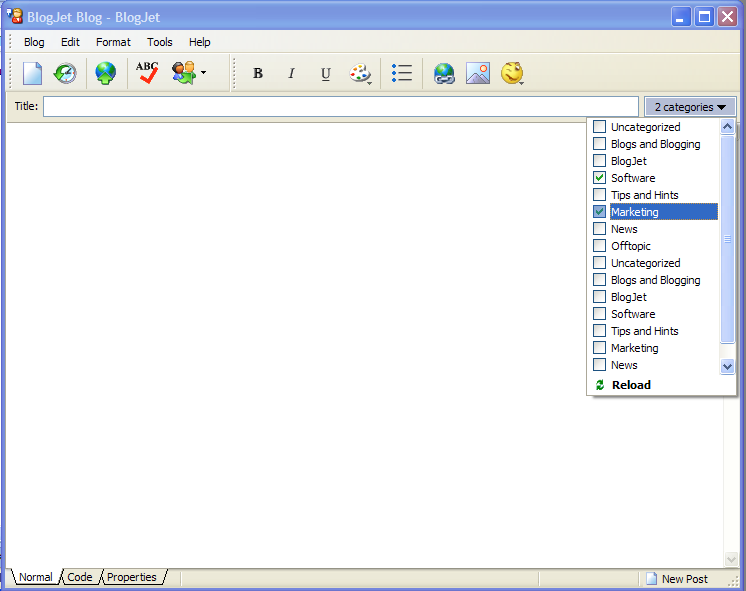 BlogJet Blog - BlogJet
Blog Edit Format Tools Help
ABC B I U
Title: 2 categories
Uncategorized
Blogs and Blogging
BlogJet
Software
Tips and Hints
Marketing
News
Offtopic
Uncategorized
Blogs and Blogging
BlogJet
Software
Tips and Hints
Marketing
News
Reload
Normal Code Properties New Post